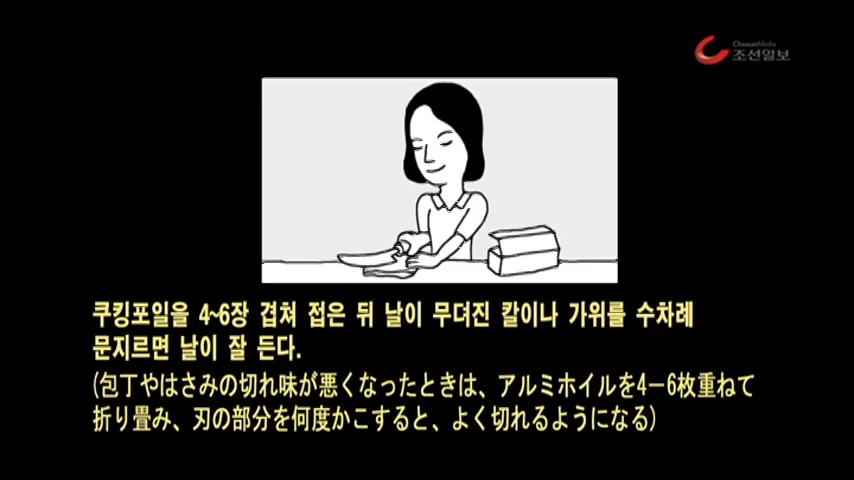 ChosunMedia
조선일보
쿠킹포일을 4~6장 겹쳐 접은 뒤 날이 무뎌진 칼이나 가위를 수차례
문지르면 날이 잘 든다.
(包丁やはさみの切れ味が悪くなったときは、アルミホイルを4－6枚重ねて
折り畳み、刃の部分を何度かこすると、よく切れるようになる)